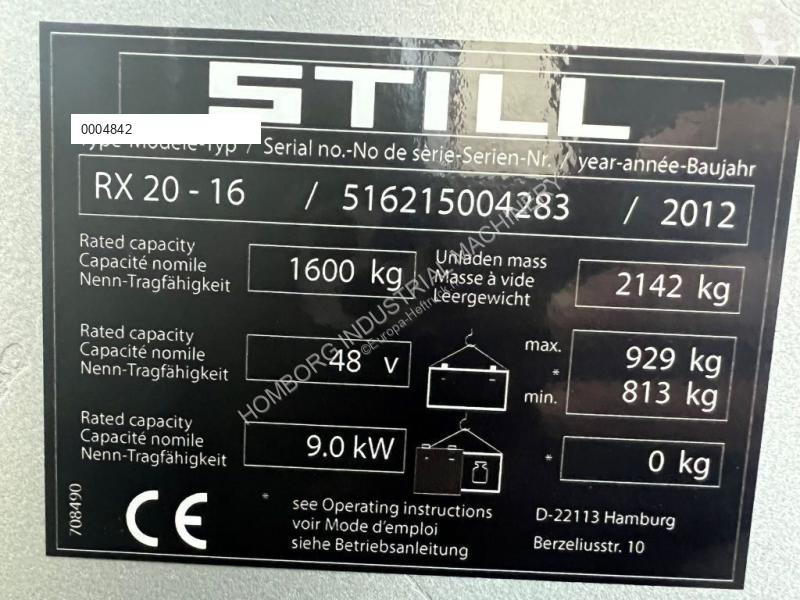 STILL
0004842
Type-Modele-Typ / Serial no.-No de série-Serien-Nr. / year-année-Baujahr
RX 20 - 16 / 516215004283 / 2012
Rated capacity
Capacité nomile
Nenn-Tragfähigkeit
1600 kg
Unladen mass
Masse à vide
Leergewicht
2142 kg
Rated capacity
Capacité nomile
Nenn-Tragfähigkeit
48 v
max. 929 kg
*
min. 813 kg
Rated capacity
Capacité nomile
Nenn-Tragfähigkeit
9.0 kW
* 0 kg
708490
CE
* see Operating instructions
voir Mode d'emploi
siehe Betriebsanleitung
D-22113 Hamburg
Berzeliusstr. 10
HOMBORG INDUSTRIAL MACHINERY